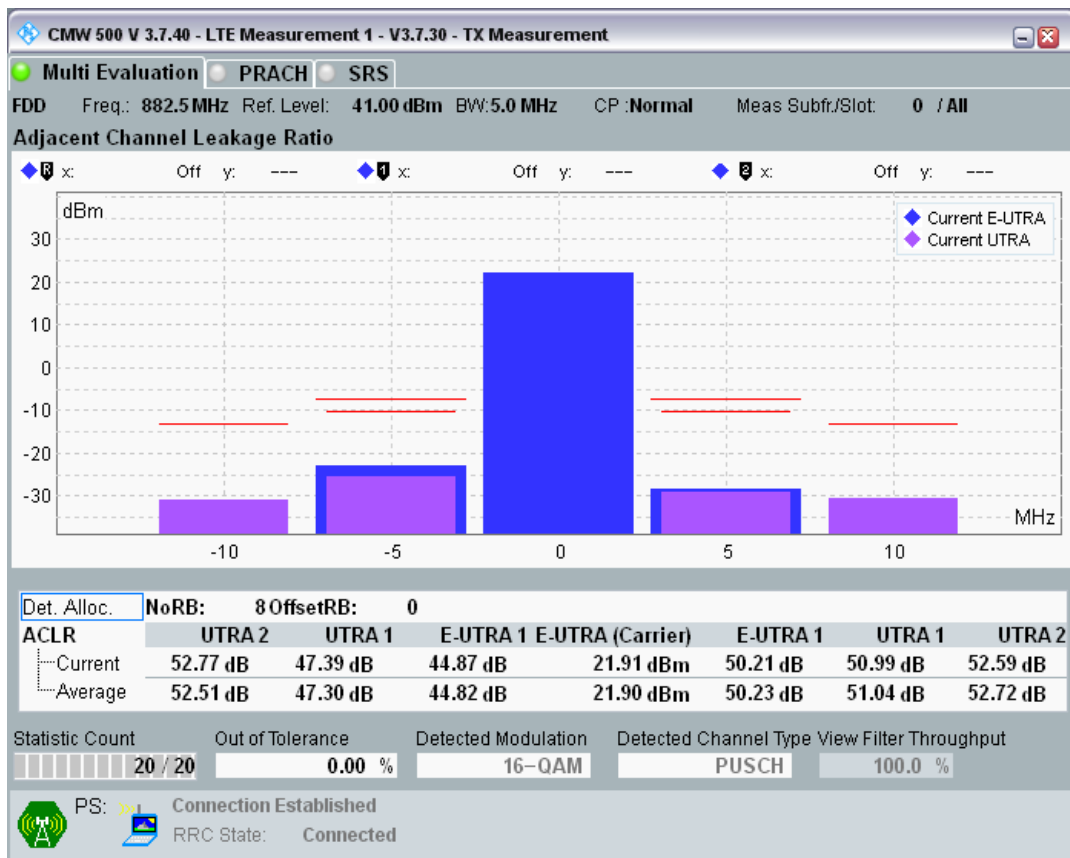 CMW 500 V 3.7.40 - LTE Measurement 1 - V3.7.30 - TX Measurement
Multi Evaluation PRACH SRS
FDD Freq.: 882.5 MHz Ref. Level: 41.00 dBm BW:5.0 MHz CP :Normal Meas Subfr./Slot: 0 / All
Adjacent Channel Leakage Ratio
R x: Off y: --- 1 x: Off y: --- 2 x: Off y: ---
dBm
Current E-UTRA
Current UTRA
30
20
10
0
-10
-20
-30
MHz
-10 -5 0 5 10
Det. Alloc. NoRB: 8 OffsetRB: 0
ACLR UTRA 2 UTRA 1 E-UTRA 1 E-UTRA (Carrier) E-UTRA 1 UTRA 1 UTRA 2
Current 52.77 dB 47.39 dB 44.87 dB 21.91 dBm 50.21 dB 50.99 dB 52.59 dB
Average 52.51 dB 47.30 dB 44.82 dB 21.90 dBm 50.23 dB 51.04 dB 52.72 dB
Statistic Count Out of Tolerance Detected Modulation Detected Channel Type View Filter Throughput
20 / 20 0.00 % 16-QAM PUSCH 100.0 %
PS: Connection Established
RRC State: Connected